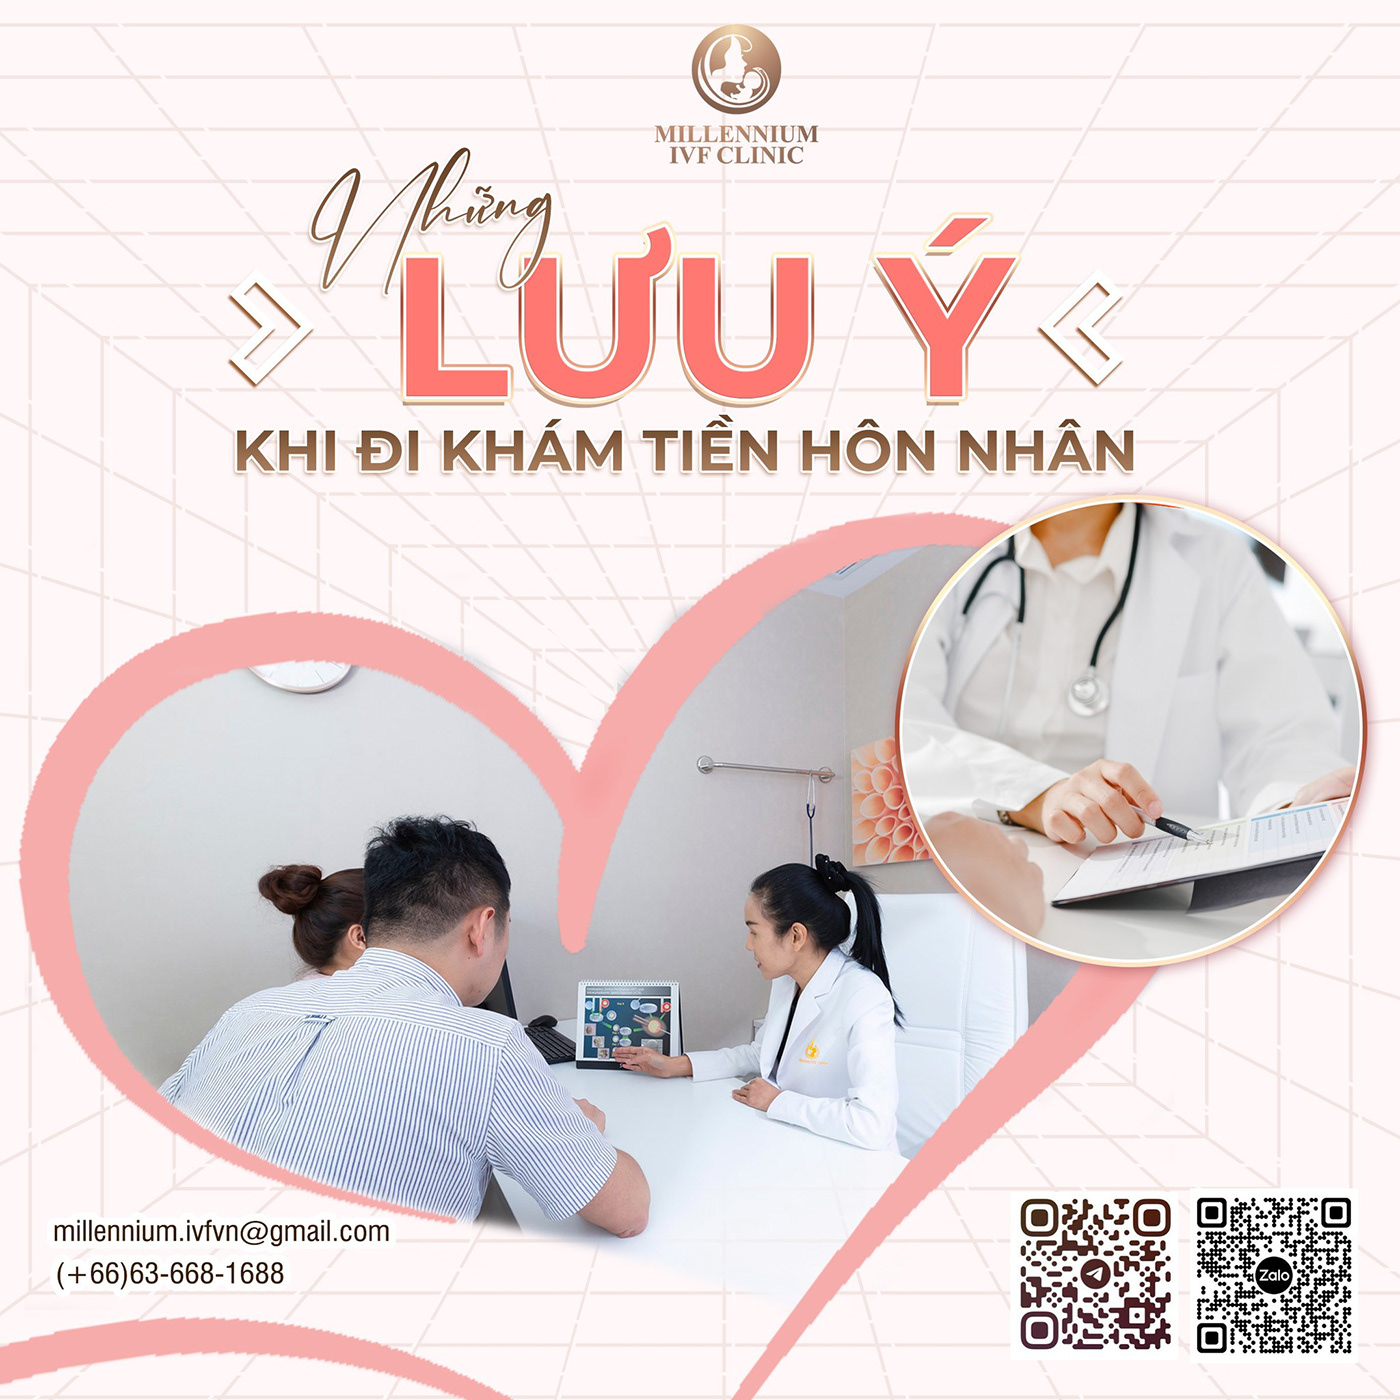 MILLENNIUM
IVF CLINIC
Những
LƯU Ý
KHI ĐI KHÁM TIỀN HÔN NHÂN
millennium.ivfvn@gmail.com
(+66)63-668-1688
Zalo